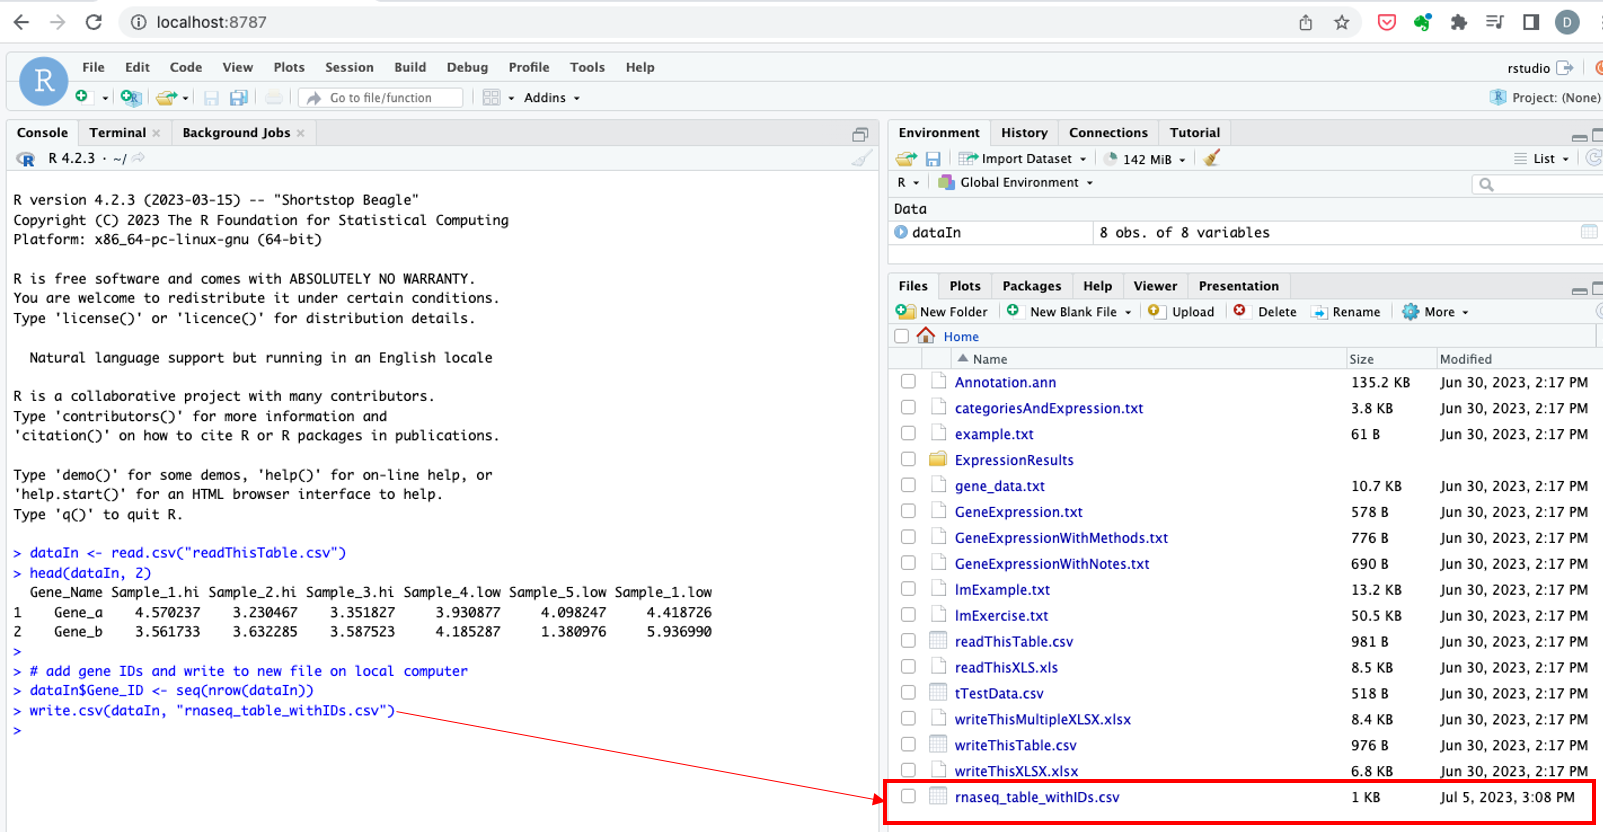 localhost:8787
D
R
File Edit Code View Plots Session Build Debug Profile Tools Help
rstudio
Go to file/function
Addins
R Project: (None)
Console Terminal Background Jobs
R R 4.2.3 · ~/
R version 4.2.3 (2023-03-15) -- "Shortstop Beagle"
Copyright (C) 2023 The R Foundation for Statistical Computing
Platform: x86_64-pc-linux-gnu (64-bit)
R is free software and comes with ABSOLUTELY NO WARRANTY.
You are welcome to redistribute it under certain conditions.
Type 'license()' or 'licence()' for distribution details.
Natural language support but running in an English locale
R is a collaborative project with many contributors.
Type 'contributors()' for more information and
'citation()' on how to cite R or R packages in publications.
Type 'demo()' for some demos, 'help()' for on-line help, or
'help.start()' for an HTML browser interface to help.
Type 'q()' to quit R.
> dataIn <- read.csv("readThisTable.csv")
> head(dataIn, 2)
Gene_Name Sample_1.hi Sample_2.hi Sample_3.hi Sample_4.low Sample_5.low Sample_1.low
1 Gene_a 4.570237 3.230467 3.351827 3.930877 4.098247 4.418726
2 Gene_b 3.561733 3.632285 3.587523 4.185287 1.380976 5.936990
>
> # add gene IDs and write to new file on local computer
> dataIn$Gene_ID <- seq(nrow(dataIn))
> write.csv(dataIn, "rnaseq_table_withIDs.csv")
>
Environment History Connections Tutorial
Import Dataset 142 MiB List
R Global Environment
Data
dataIn 8 obs. of 8 variables
Files Plots Packages Help Viewer Presentation
New Folder New Blank File Upload Delete Rename More
Home
Name Size Modified
Annotation.ann 135.2 KB Jun 30, 2023, 2:17 PM
categoriesAndExpression.txt 3.8 KB Jun 30, 2023, 2:17 PM
example.txt 61 B Jun 30, 2023, 2:17 PM
ExpressionResults
gene_data.txt 10.7 KB Jun 30, 2023, 2:17 PM
GeneExpression.txt 578 B Jun 30, 2023, 2:17 PM
GeneExpressionWithMethods.txt 776 B Jun 30, 2023, 2:17 PM
GeneExpressionWithNotes.txt 690 B Jun 30, 2023, 2:17 PM
lmExample.txt 13.2 KB Jun 30, 2023, 2:17 PM
lmExercise.txt 50.5 KB Jun 30, 2023, 2:17 PM
readThisTable.csv 981 B Jun 30, 2023, 2:17 PM
readThisXLS.xls 8.5 KB Jun 30, 2023, 2:17 PM
tTestData.csv 518 B Jun 30, 2023, 2:17 PM
writeThisMultipleXLSX.xlsx 8.4 KB Jun 30, 2023, 2:17 PM
writeThisTable.csv 976 B Jun 30, 2023, 2:17 PM
writeThisXLSX.xlsx 6.8 KB Jun 30, 2023, 2:17 PM
rnaseq_table_withIDs.csv 1 KB Jul 5, 2023, 3:08 PM